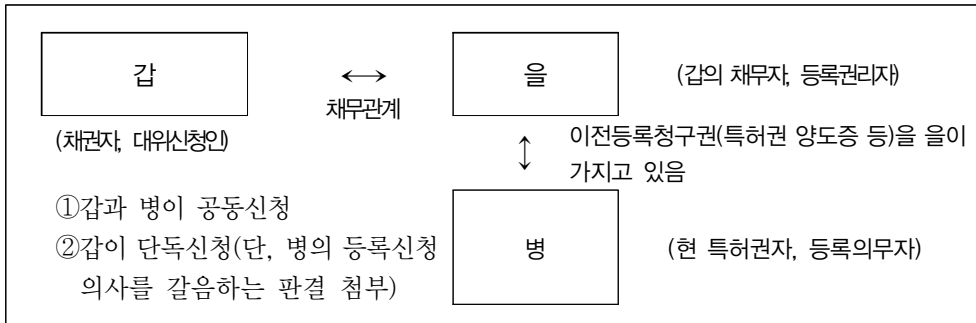 갑
을
(갑의 채무자, 등록권리자)
↔
채무관계
(채권자, 대위신청인)
↕
이전등록청구권(특허권 양도증 등)을 을이
가지고 있음
①갑과 병이 공동신청
②갑이 단독신청(단, 병의 등록신청
의사를 갈음하는 판결 첨부)
병
(현 특허권자, 등록의무자)